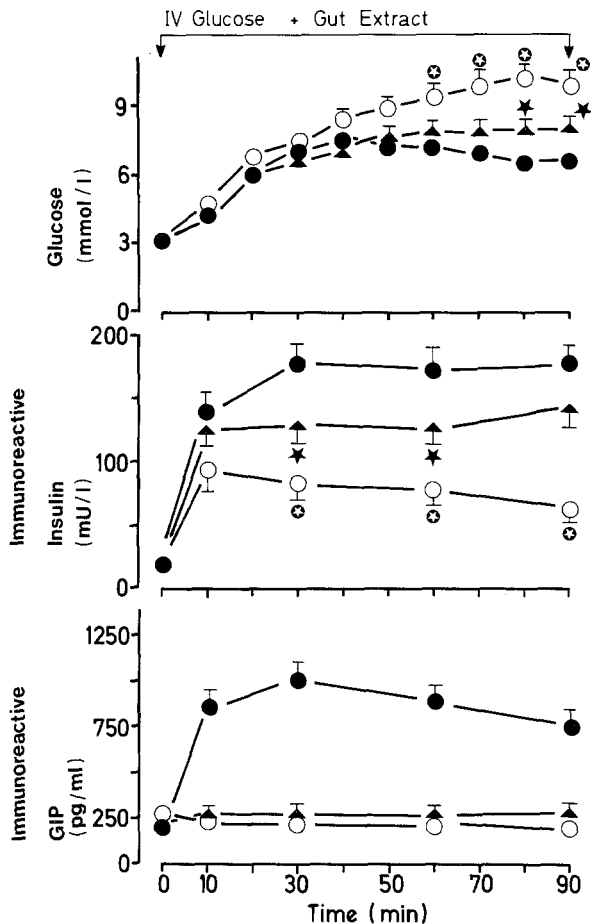 IV Glucose + Gut Extract
Glucose
(mmol/l)
9
6
3
0
Immunoreactive
Insulin
(mU/l)
200
100
0
Immunoreactive
GIP
(pg/ml)
1250
750
250
0
0 10 30 50 70 90
Time (min)